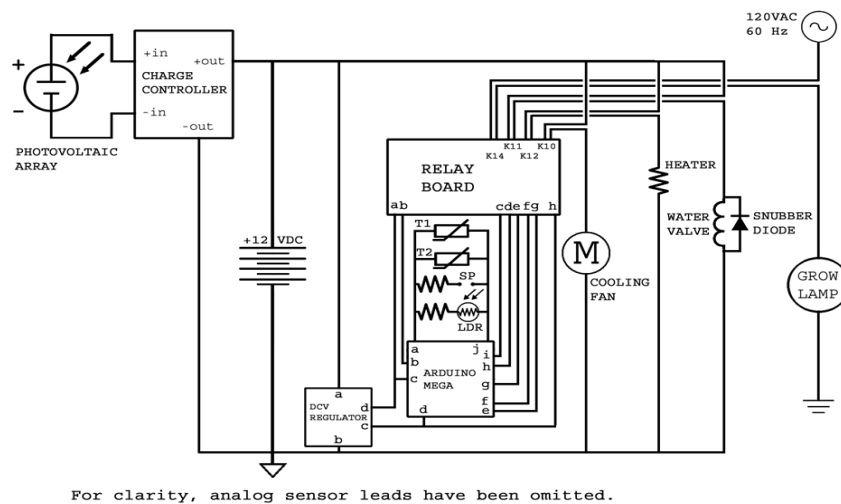 120VAC
60 Hz
+in
+out
CHARGE
CONTROLLER
-in
-out
+
−
PHOTOVOLTAIC
ARRAY
K14
K11
K12
K10
RELAY
BOARD
ab
cdefg h
HEATER
T1
T2
SP
LDR
+12 VDC
M
COOLING
FAN
WATER
VALVE
SNUBBER
DIODE
GROW
LAMP
a
j
b
i
c
h
g
f
e
d
ARDUINO
MEGA
a
d
c
b
DCV
REGULATOR
For clarity, analog sensor leads have been omitted.